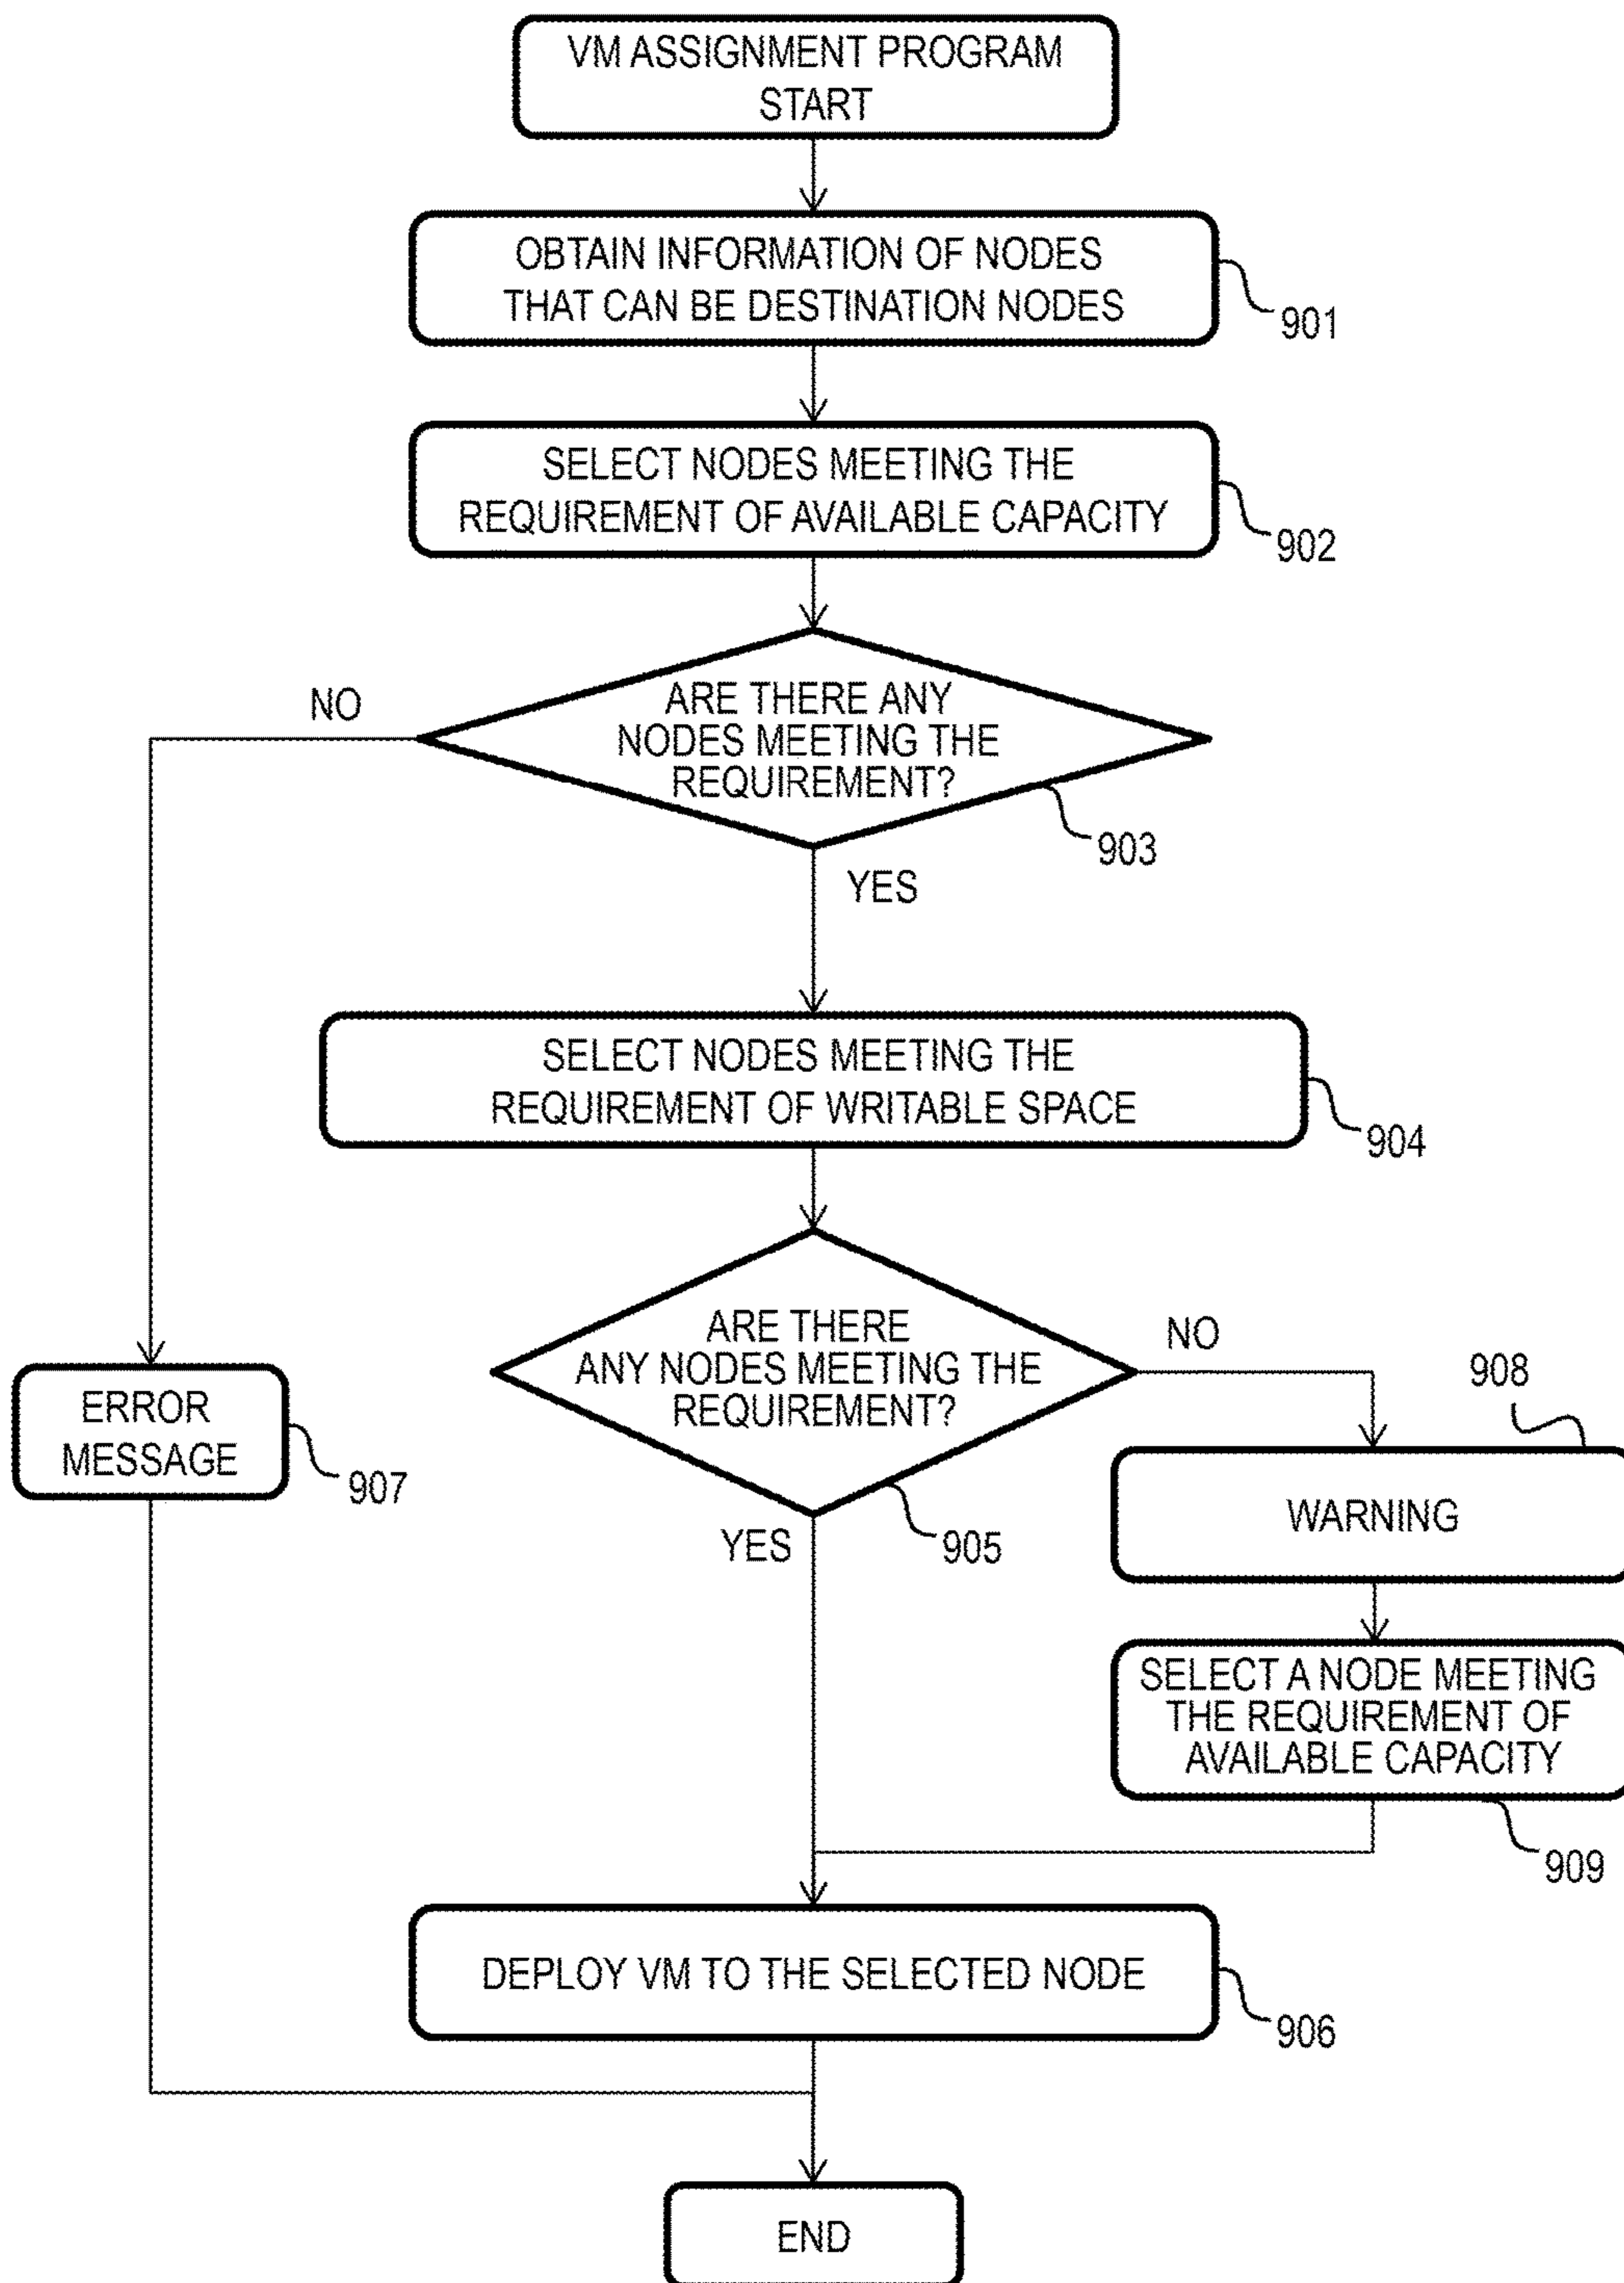 VM ASSIGNMENT PROGRAM
START
OBTAIN INFORMATION OF NODES
THAT CAN BE DESTINATION NODES
901
SELECT NODES MEETING THE
REQUIREMENT OF AVAILABLE CAPACITY
902
NO
ARE THERE ANY
NODES MEETING THE
REQUIREMENT?
903
YES
SELECT NODES MEETING THE
REQUIREMENT OF WRITABLE SPACE
904
ARE THERE
ANY NODES MEETING THE
REQUIREMENT?
NO
905
YES
908
WARNING
ERROR
MESSAGE
907
SELECT A NODE MEETING
THE REQUIREMENT OF
AVAILABLE CAPACITY
909
DEPLOY VM TO THE SELECTED NODE
906
END